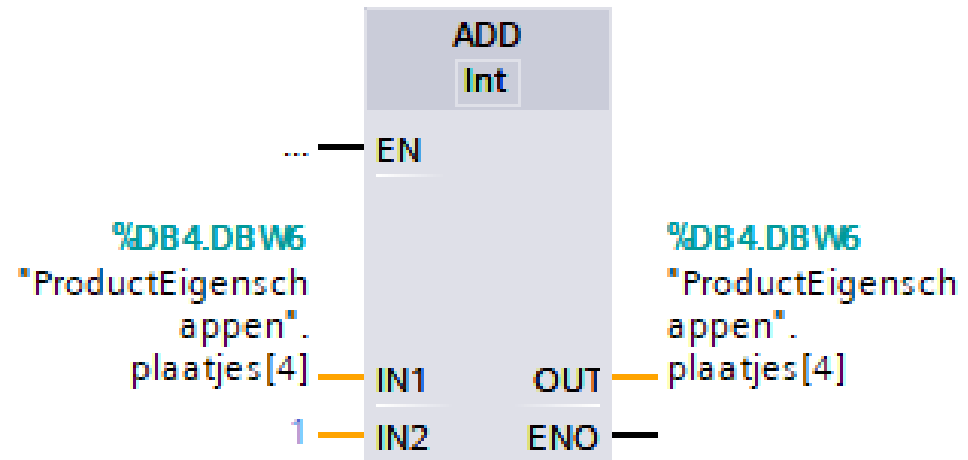 ADD
Int
... EN
%DB4.DBW6 %DB4.DBW6
"ProductEigensch "ProductEigensch
appen". appen".
plaatjes[4] IN1 OUT plaatjes[4]
1 IN2 ENO